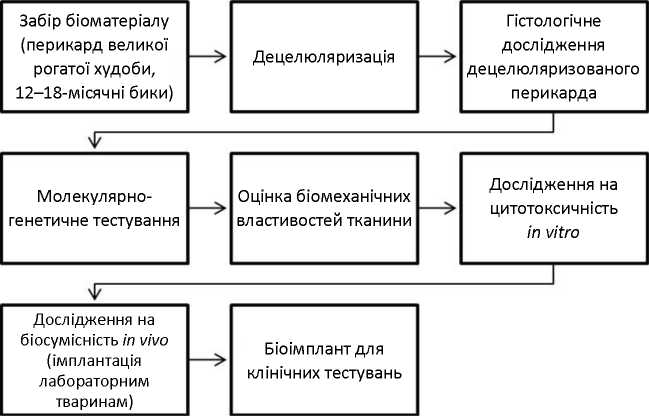 Забір біоматеріалу
(перикард великої
рогатої худоби,
12–18-місячні бики)
Децелюляризація
Гістологічне
дослідження
децелюляризованого
перикарда
Молекулярно-
генетичне тестування
Оцінка біомеханічних
властивостей тканини
Дослідження на
цитотоксичність
in vitro
Дослідження на
біосумісність in vivo
(імплантація
лабораторним
тваринам)
Біоімплант для
клінічних тестувань